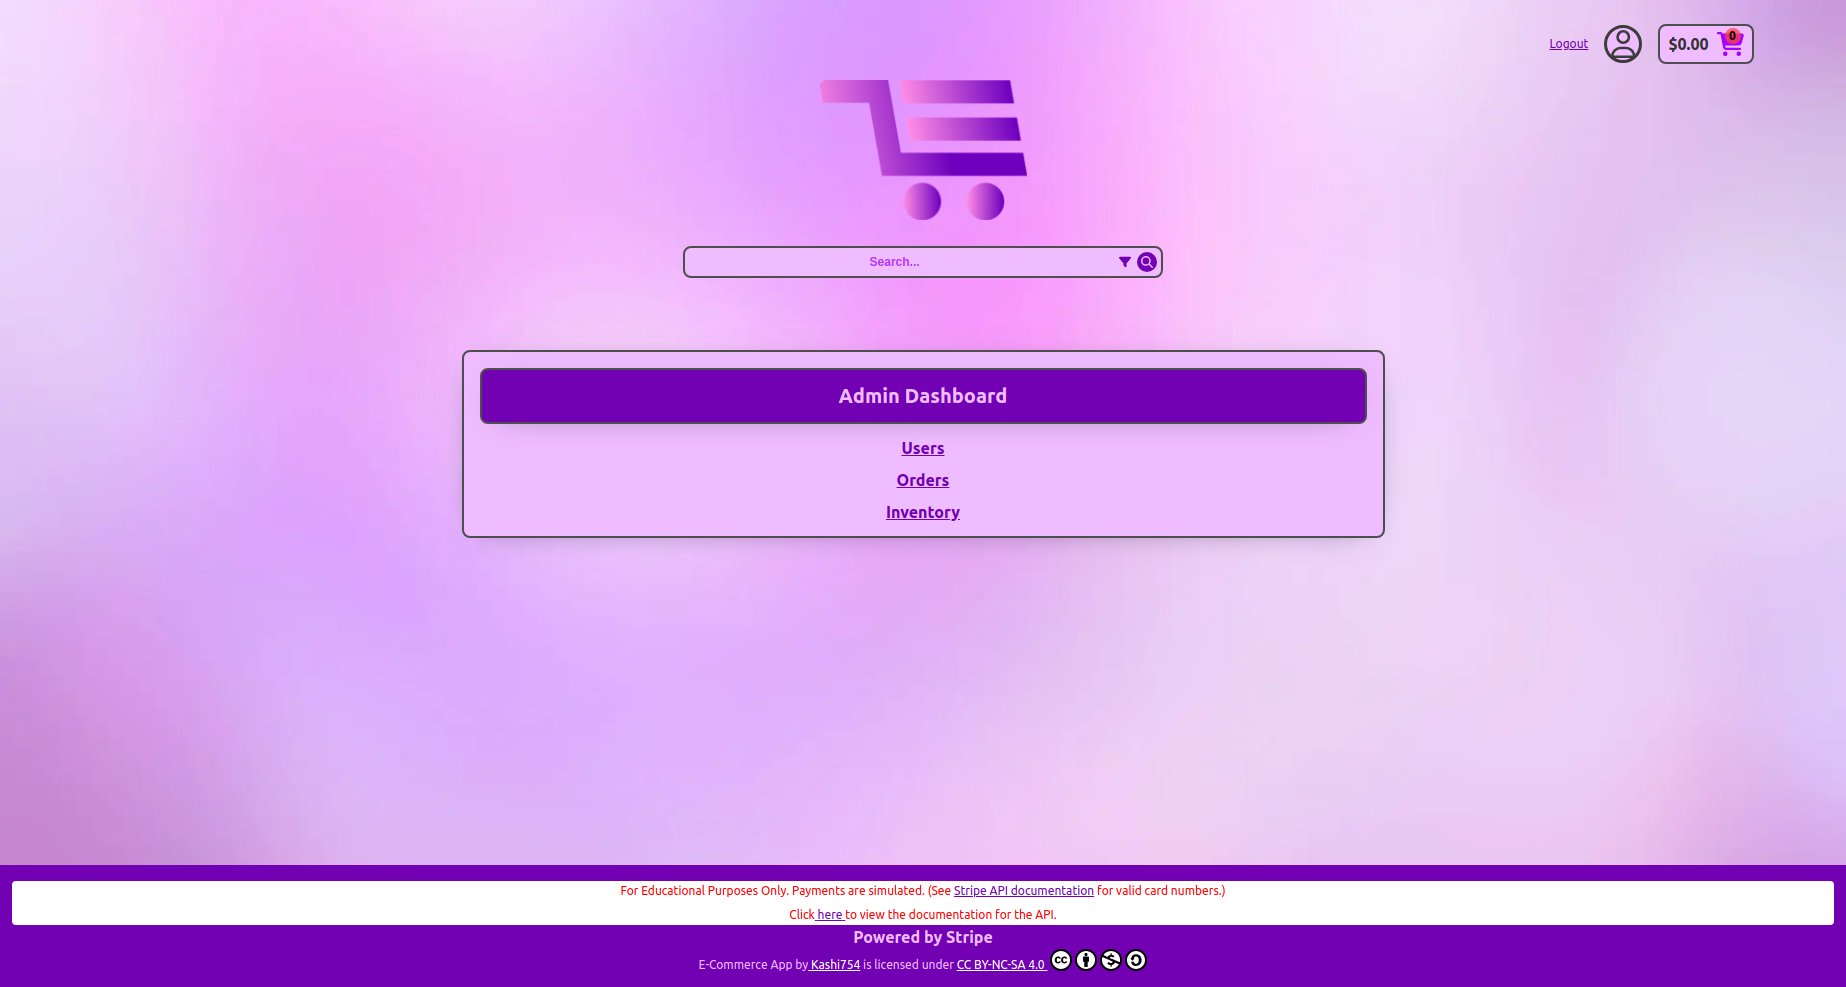 Logout
$0.00
0
Search...
Admin Dashboard
Users
Orders
Inventory
For Educational Purposes Only. Payments are simulated. (See Stripe API documentation for valid card numbers.)
Click here to view the documentation for the API.
Powered by Stripe
E-Commerce App by Kashi754 is licensed under CC BY-NC-SA 4.0 cc